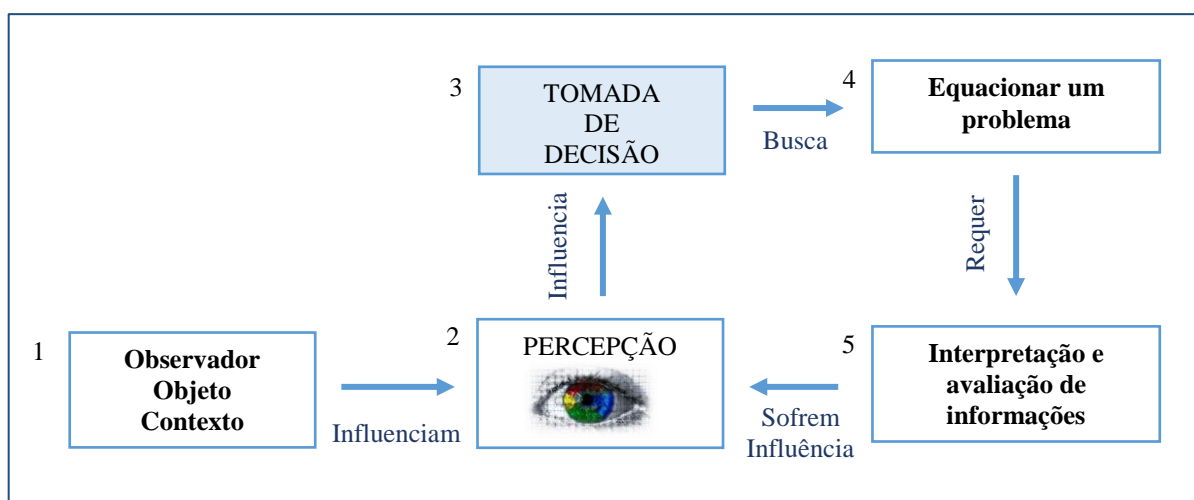 3
TOMADA
DE
DECISÃO
Busca
4
Equacionar um
problema
Influencia
Requer
1
Observador
Objeto
Contexto
Influenciam
2
PERCEPÇÃO
Sofrem
Influência
5
Interpretação e
avaliação de
informações